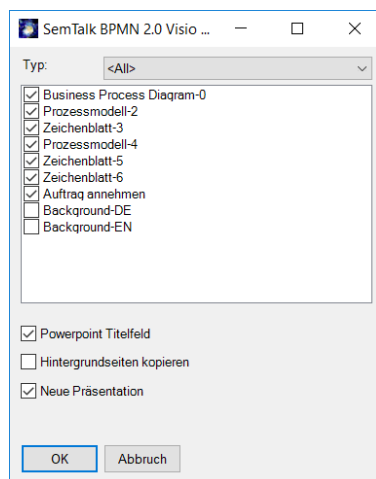 SemTalk BPMN 2.0 Visio ...
Typ: <All>
Business Process Diagram-0
Prozessmodell-2
Zeichenblatt-3
Prozessmodell-4
Zeichenblatt-5
Zeichenblatt-6
Auftrag annehmen
Background-DE
Background-EN
Powerpoint Titelfeld
Hintergrundseiten kopieren
Neue Präsentation
OK Abbruch